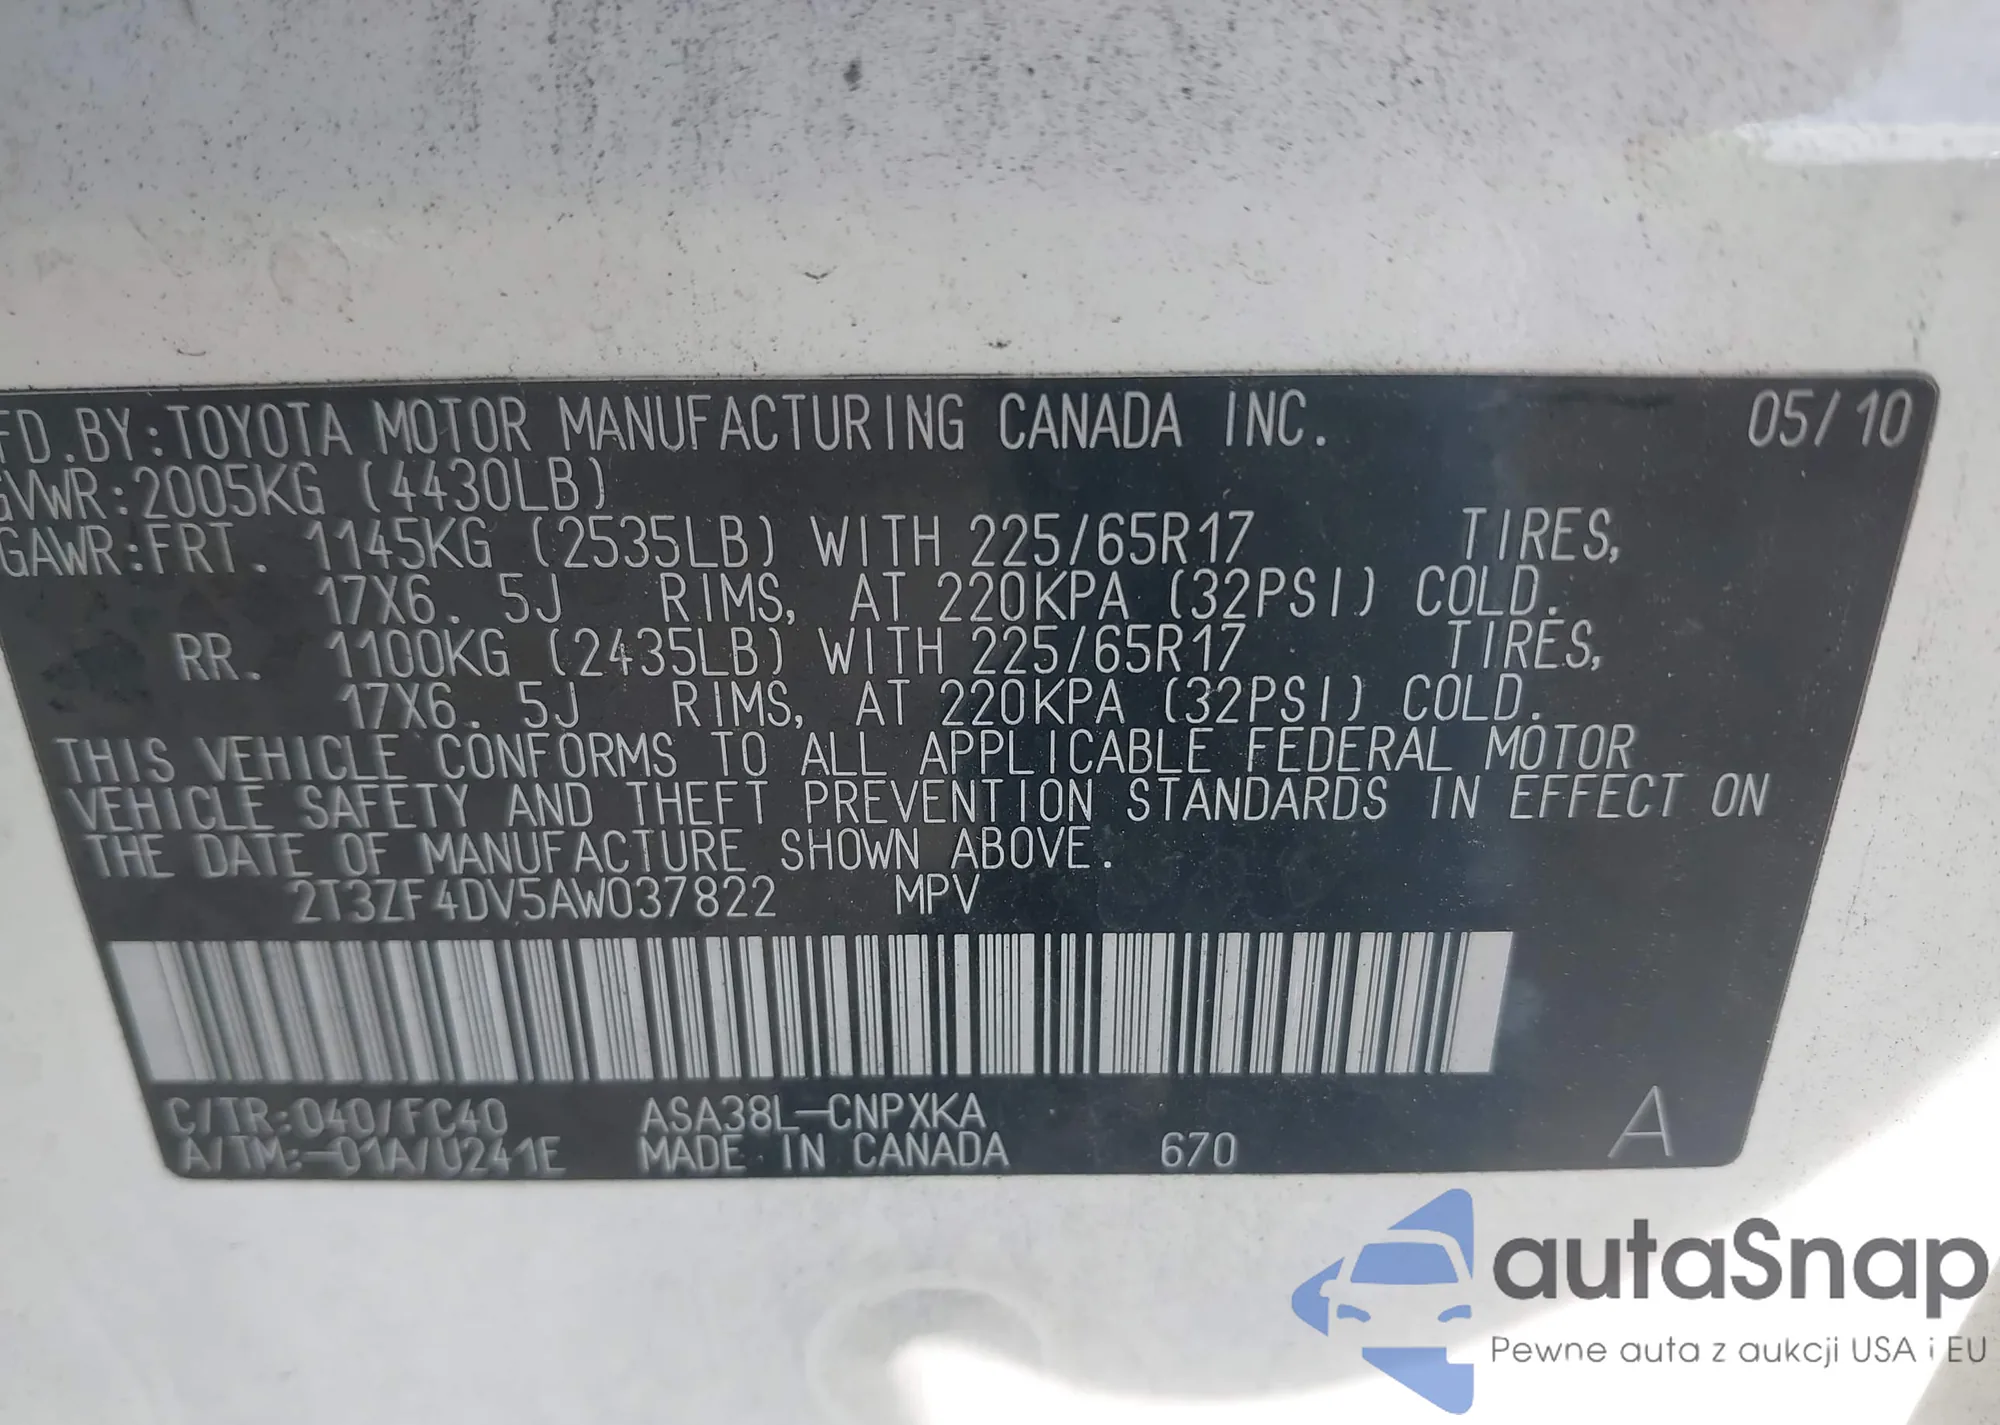 FD.BY:TOYOTA MOTOR MANUFACTURING CANADA INC. 05/10
GVWR:2005KG (4430LB)
GAWR:FRT. 1145KG (2535LB) WITH 225/65R17 TIRES,
17X6.5J RIMS, AT 220KPA (32PSI) COLD.
RR. 1100KG (2435LB) WITH 225/65R17 TIRES,
17X6.5J RIMS, AT 220KPA (32PSI) COLD.
THIS VEHICLE CONFORMS TO ALL APPLICABLE FEDERAL MOTOR
VEHICLE SAFETY AND THEFT PREVENTION STANDARDS IN EFFECT ON
THE DATE OF MANUFACTURE SHOWN ABOVE.
2T3ZF4DV5AW037822 MPV
C/TR:040/FC40 ASA38L-CNPXKA
A/TM:-01A/U241E MADE IN CANADA 670 A
autaSnap
Pewne auta z aukcji USA i EU